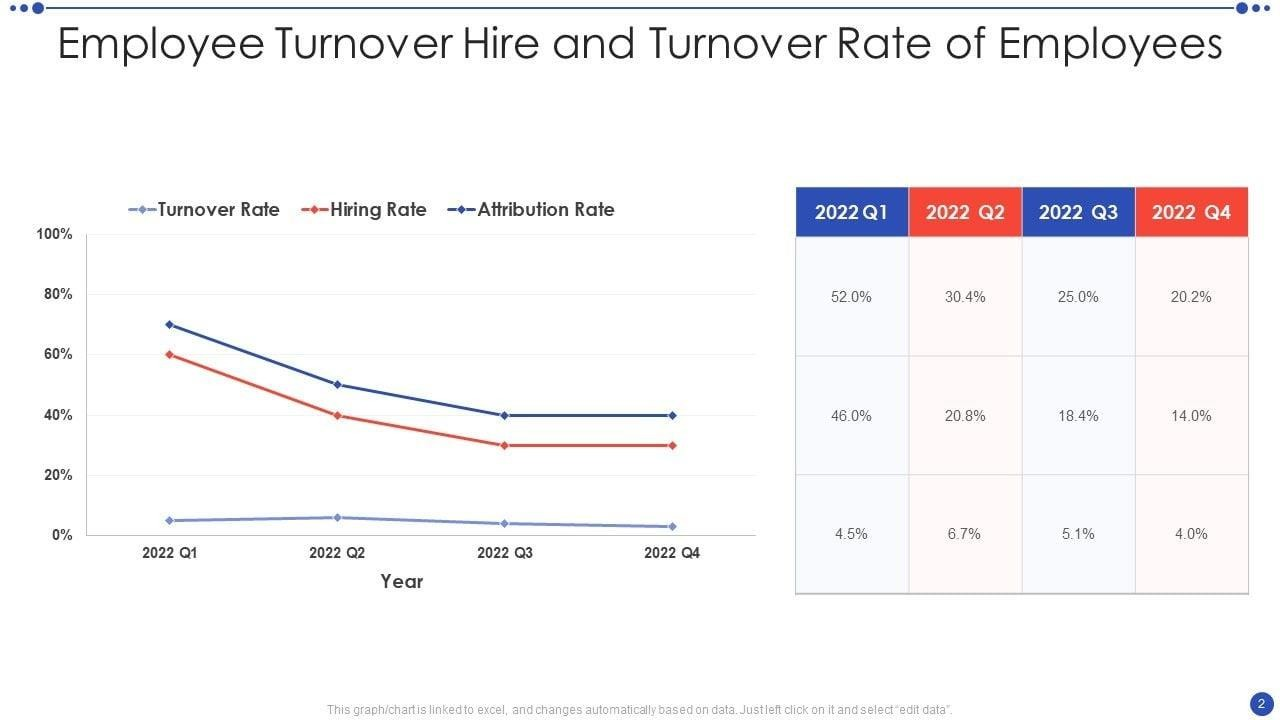 Employee Turnover Hire and Turnover Rate of Employees
Turnover Rate Hiring Rate Attribution Rate
100%
80%
60%
40%
20%
0%
2022 Q1 2022 Q2 2022 Q3 2022 Q4
Year
2022 Q1 2022 Q2 2022 Q3 2022 Q4
52.0% 30.4% 25.0% 20.2%
46.0% 20.8% 18.4% 14.0%
4.5% 6.7% 5.1% 4.0%
This graph/chart is linked to excel, and changes automatically based on data. Just left click on it and select “edit data”.
2